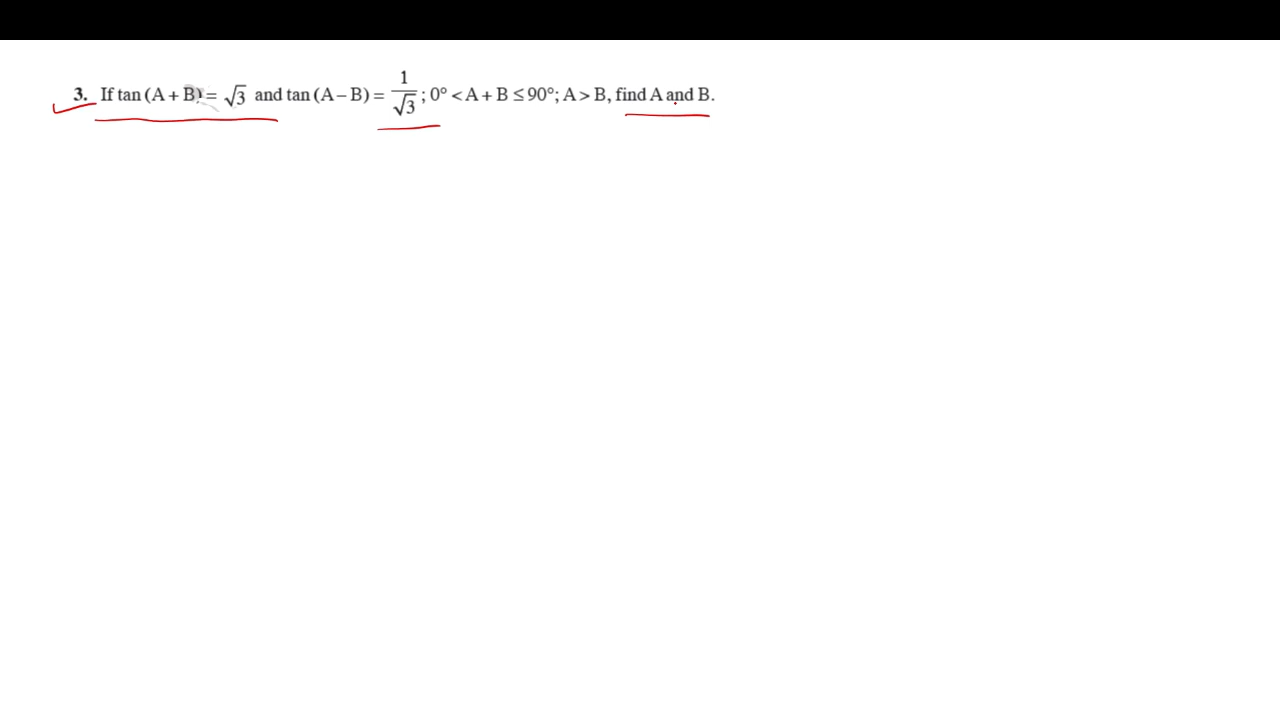 3. If tan (A + B) = √3 and tan (A – B) = 1/√3 ; 0° < A + B ≤ 90°; A > B, find A and B.